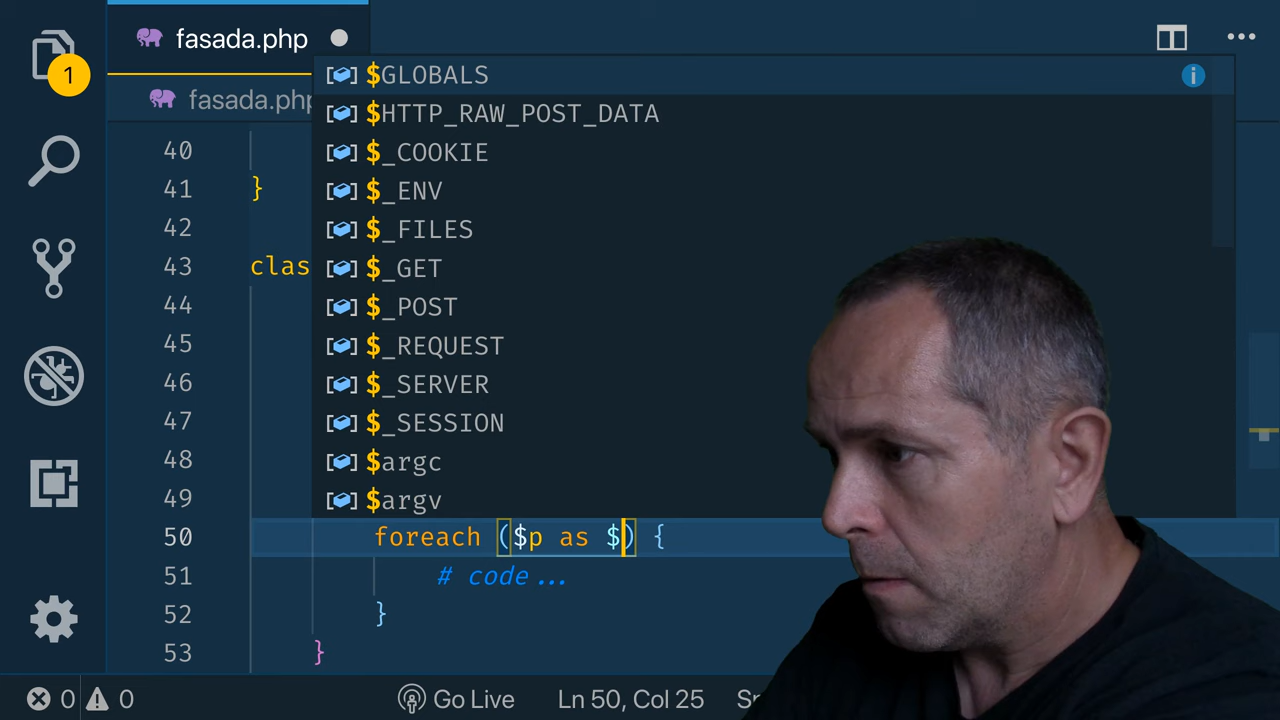 fasada.php
1
fasada.php
$GLOBALS
$HTTP_RAW_POST_DATA
$_COOKIE
$_ENV
$_FILES
$_GET
$_POST
$_REQUEST
$_SERVER
$_SESSION
$argc
$argv
40
41 }
42
43 clas
44
45
46
47
48
49
50 foreach ($p as $) {
51 # code...
52 }
53 }
0 0 Go Live Ln 50, Col 25